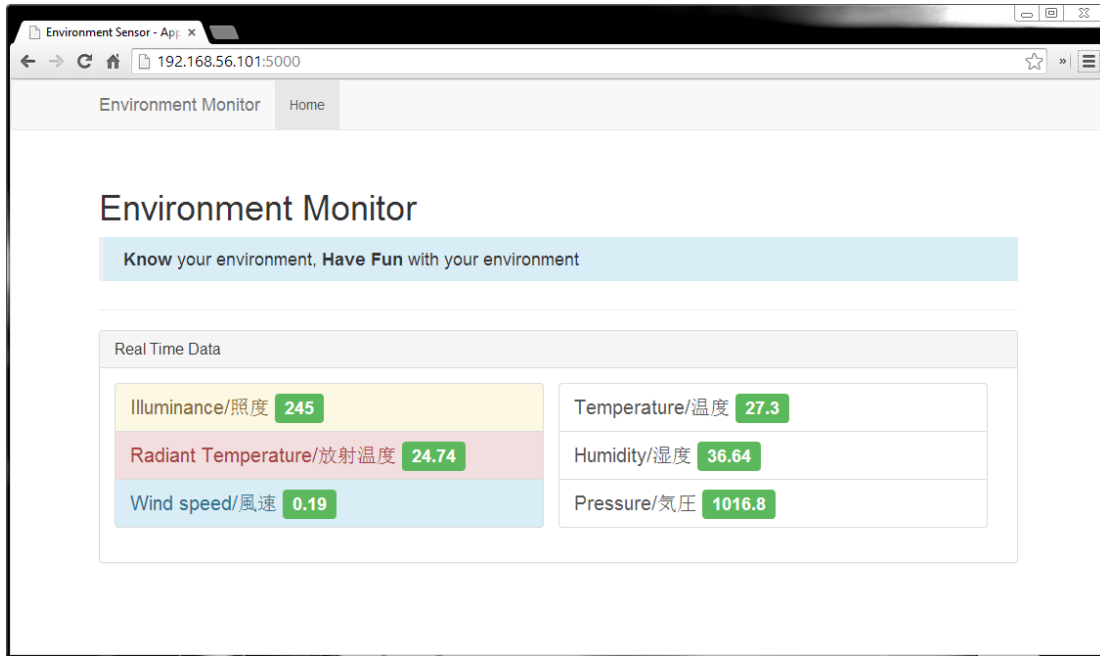 Environment Sensor - App
192.168.56.101:5000
Environment Monitor Home
Environment Monitor
Know your environment, Have Fun with your environment
Real Time Data
Illuminance/照度 245
Radiant Temperature/放射温度 24.74
Wind speed/風速 0.19
Temperature/温度 27.3
Humidity/湿度 36.64
Pressure/気圧 1016.8